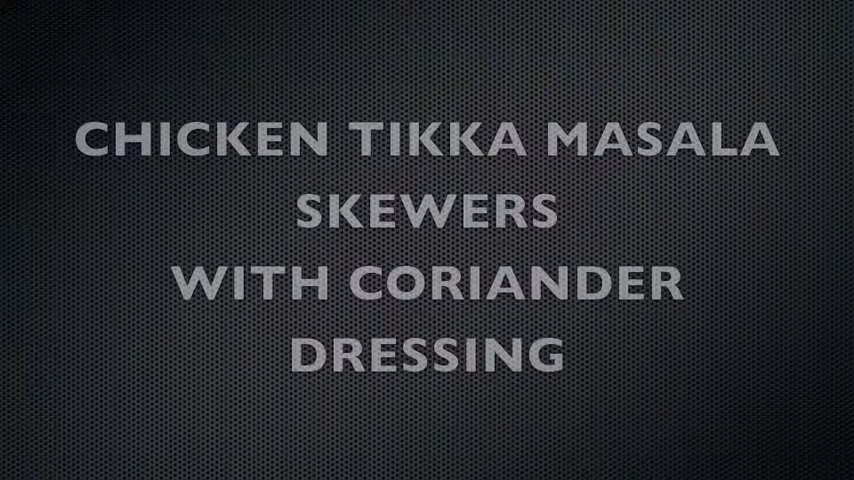 CHICKEN TIKKA MASALA
SKEWERS
WITH CORIANDER
DRESSING